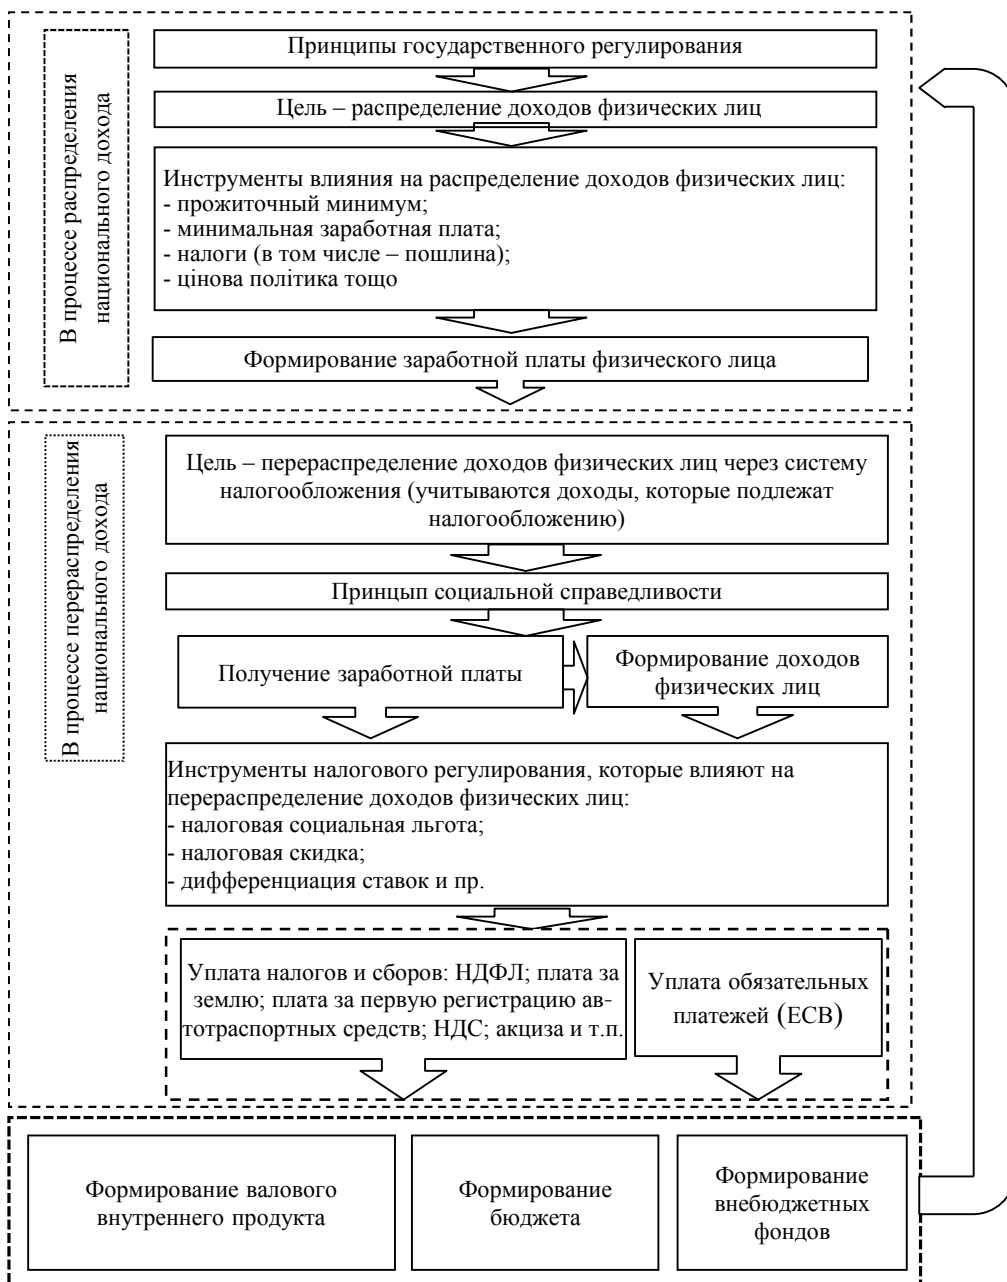 В процессе распределения
национального дохода
Принципы государственного регулирования
Цель – распределение доходов физических лиц
Инструменты влияния на распределение доходов физических лиц:
- прожиточный минимум;
- минимальная заработная плата;
- налоги (в том числе – пошлина);
- цінова політика тощо
Формирование заработной платы физического лица
В процессе перераспределения
национального дохода
Цель – перераспределение доходов физических лиц через систему
налогообложения (учитываются доходы, которые подлежат
налогообложению)
Принцып социальной справедливости
Получение заработной платы
Формирование доходов
физических лиц
Инструменты налогового регулирования, которые влияют на
перераспределение доходов физических лиц:
- налоговая социальная льгота;
- налоговая скидка;
- дифференциация ставок и пр.
Уплата налогов и сборов: НДФЛ; плата за
землю; плата за первую регистрацию ав-
тотраспортных средств; НДС; акциза и т.п.
Уплата обязательных
платежей (ЕСВ)
Формирование валового
внутреннего продукта
Формирование
бюджета
Формирование
внебюджетных
фондов